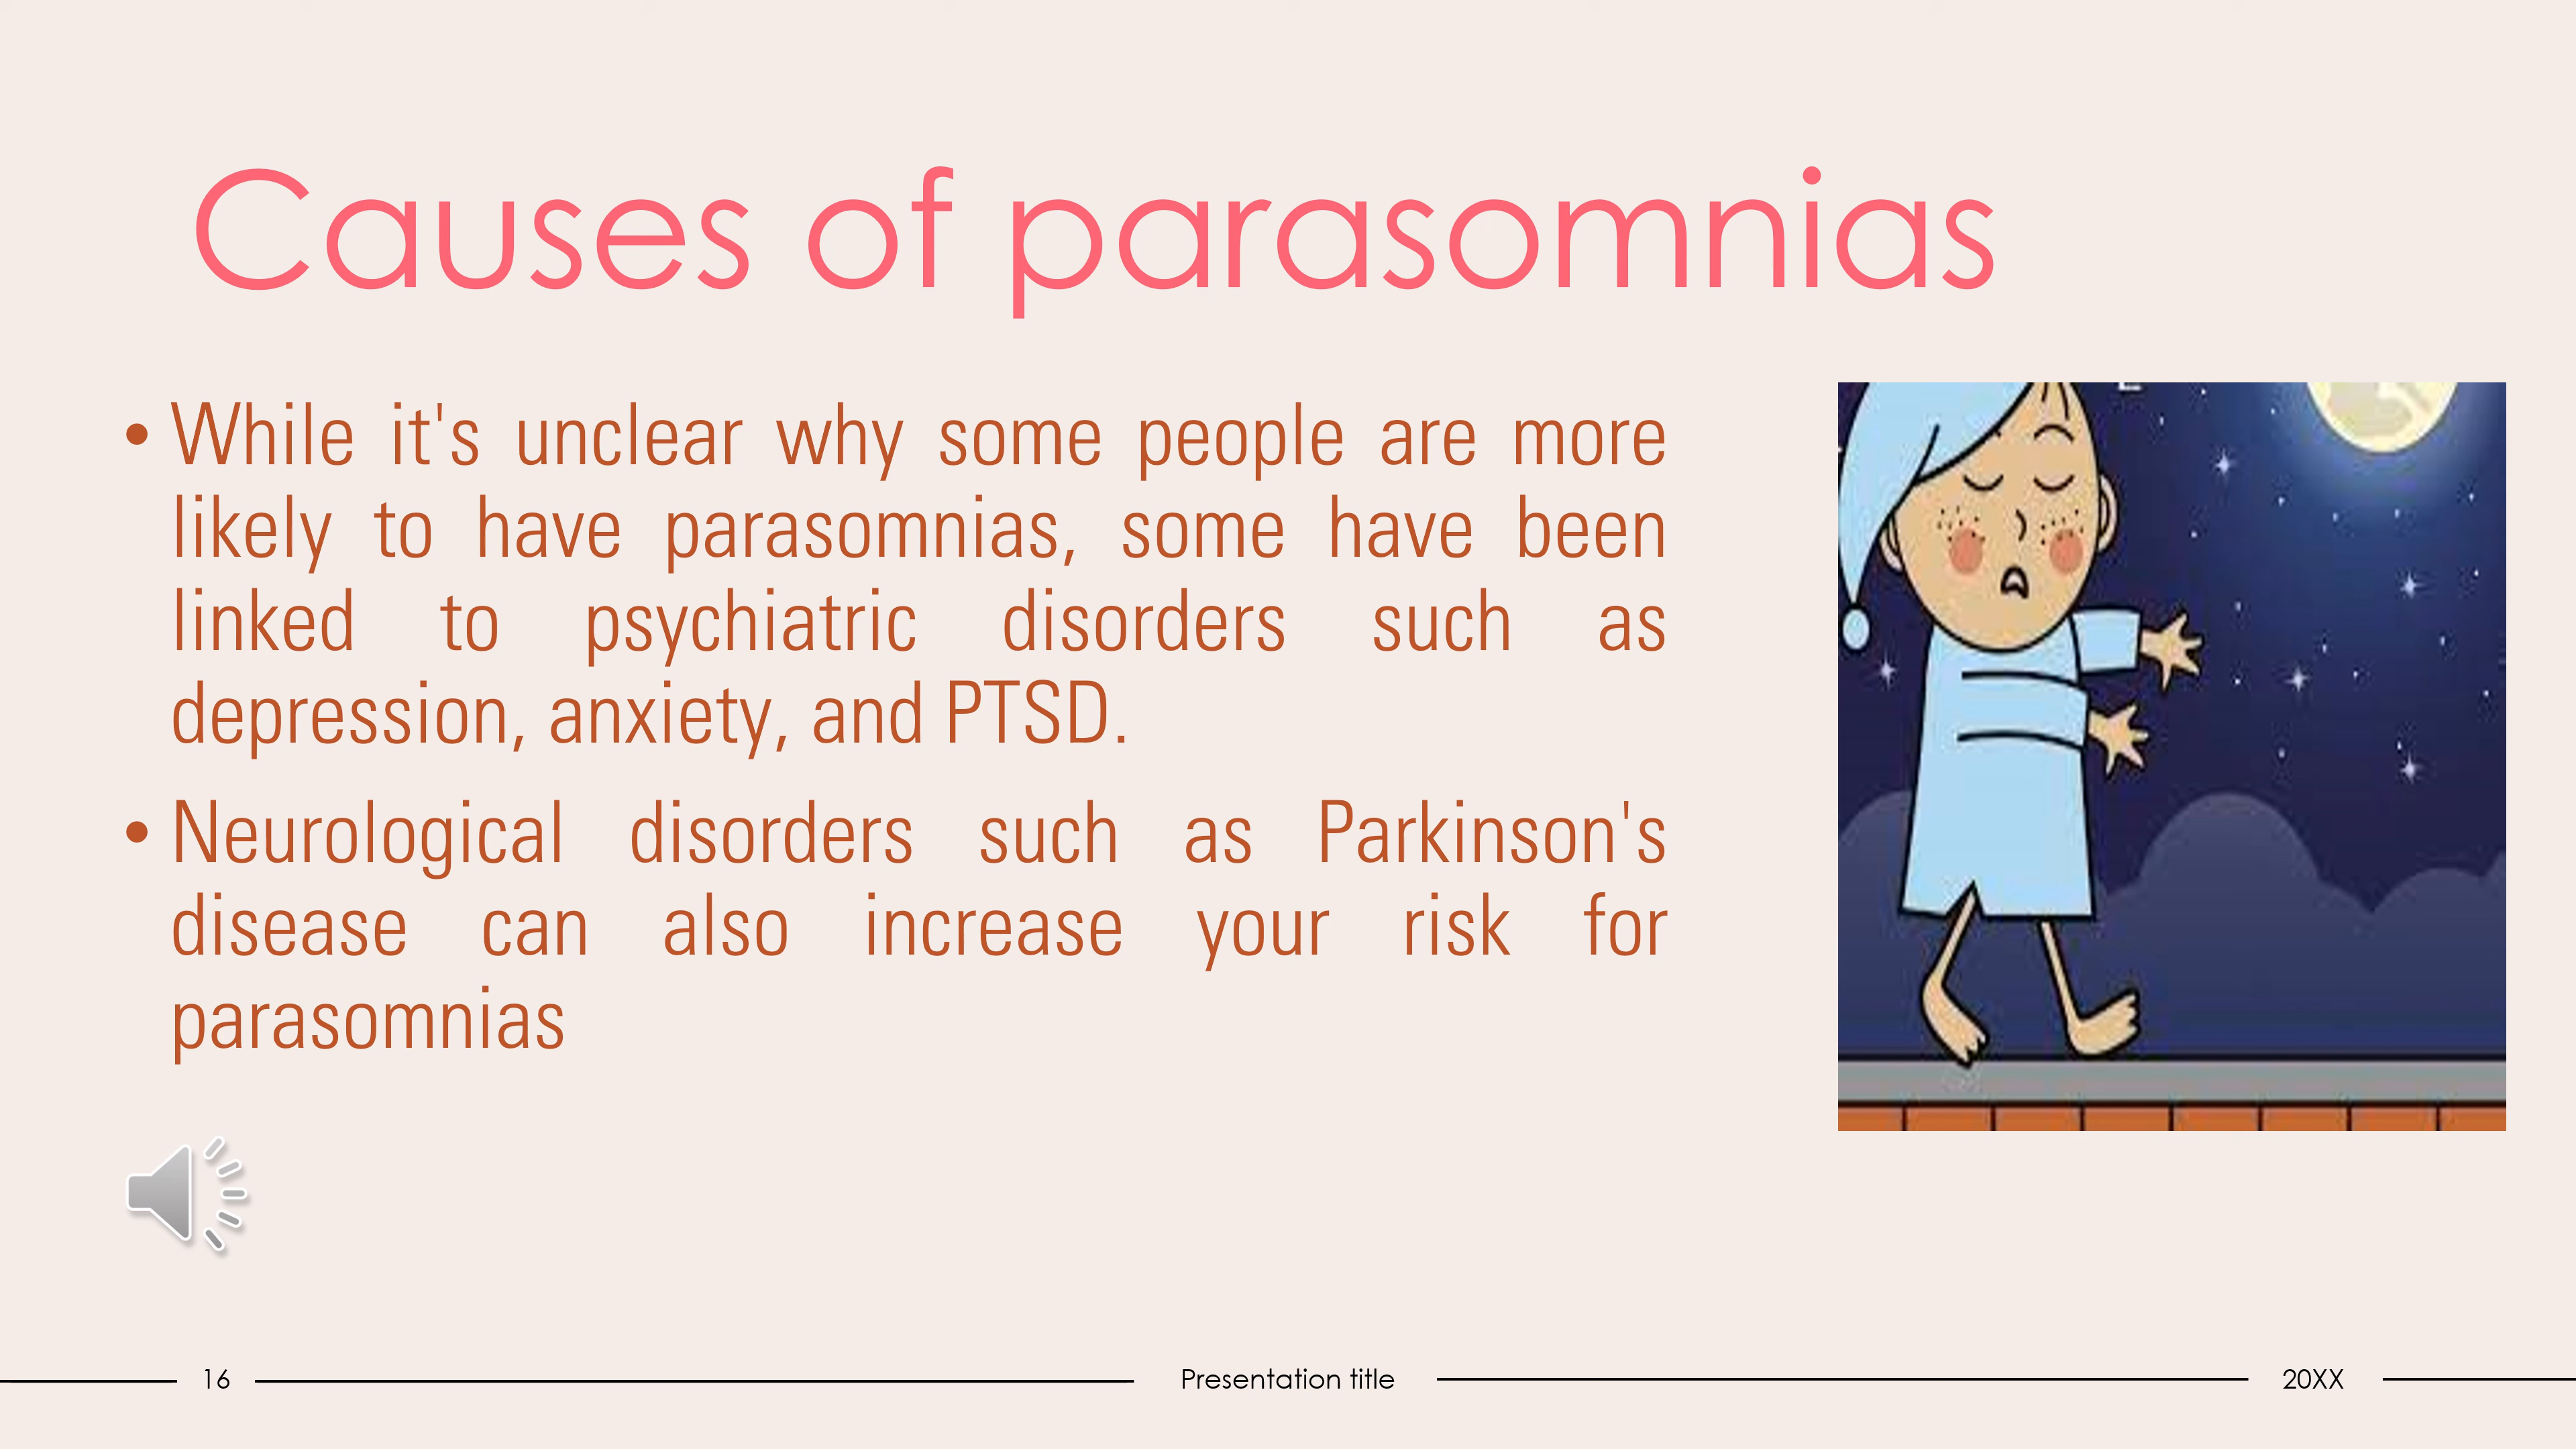 Causes of parasomnias
• While it's unclear why some people are more
likely to have parasomnias, some have been
linked to psychiatric disorders such as
depression, anxiety, and PTSD.
• Neurological disorders such as Parkinson's
disease can also increase your risk for
parasomnias
16
Presentation title
20XX